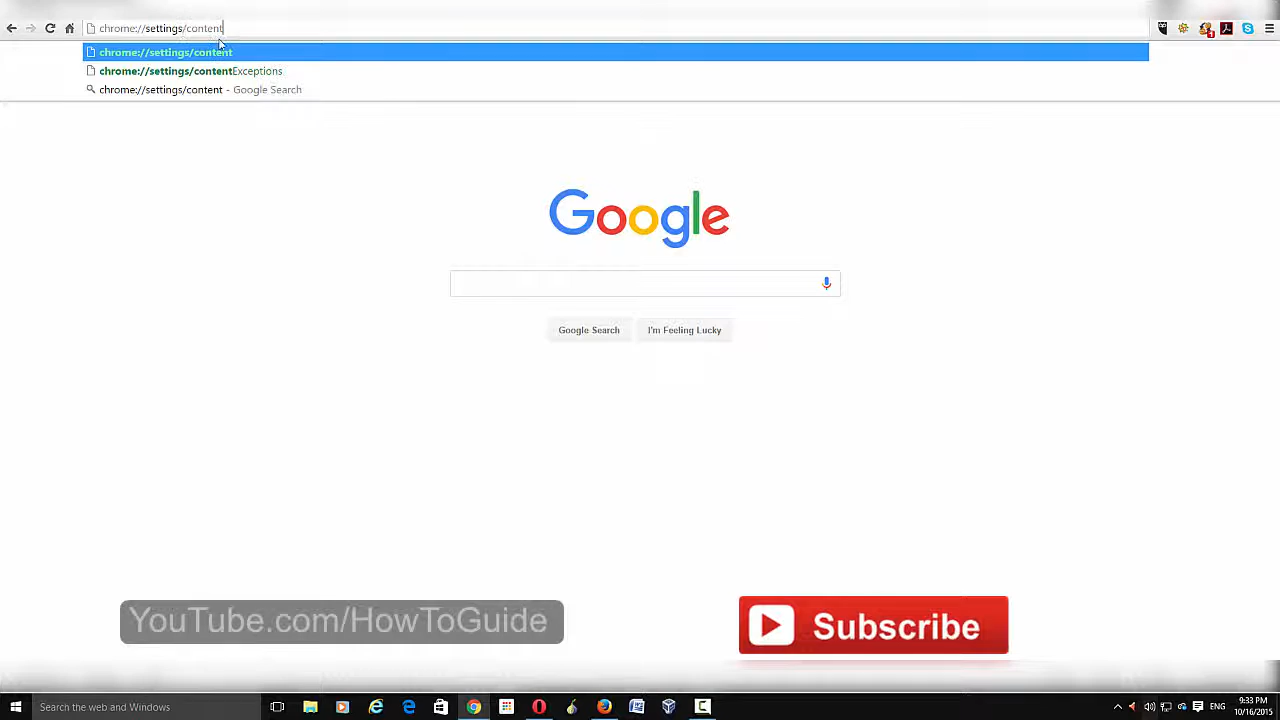 chrome://settings/content
chrome://settings/content
chrome://settings/contentExceptions
chrome://settings/content - Google Search
1
Google
Google Search
I'm Feeling Lucky
YouTube.com/HowToGuide
Subscribe
Search the web and Windows
ENG
9:33 PM
10/16/2015